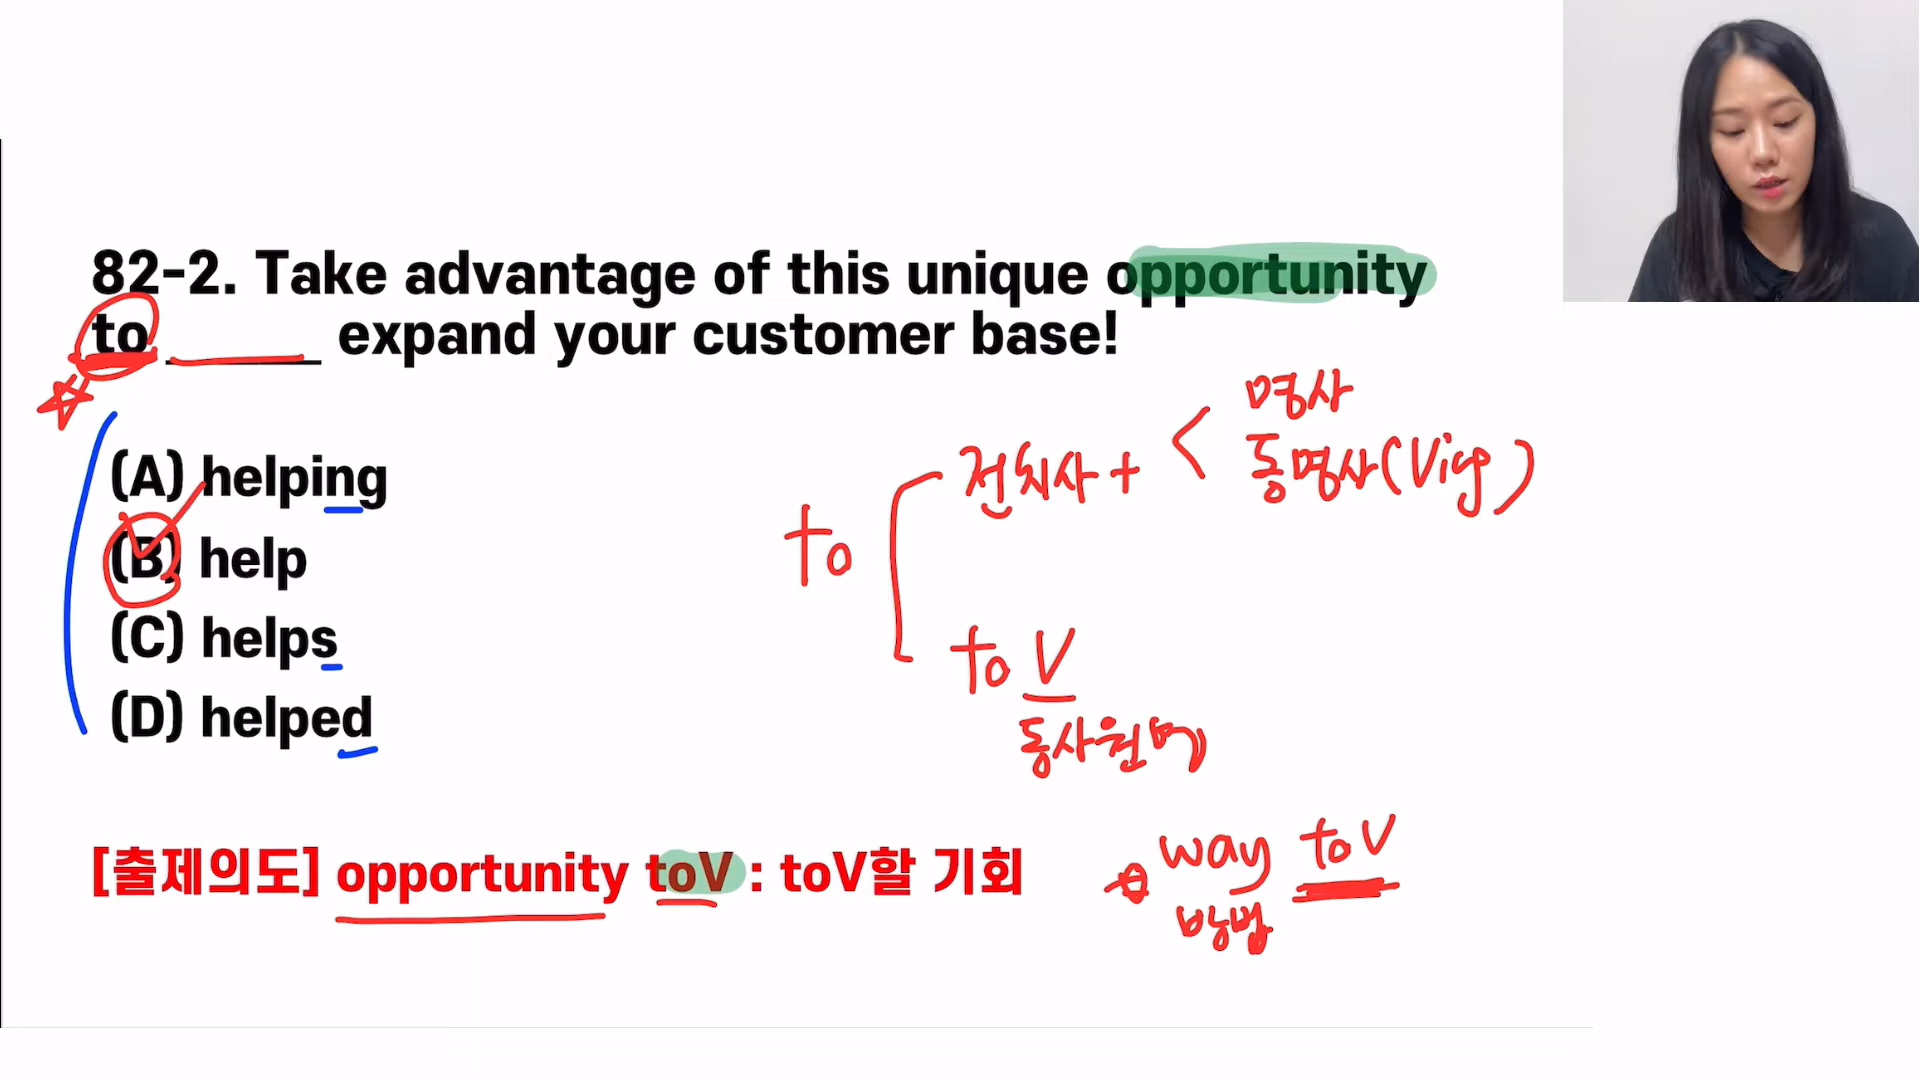 82-2. Take advantage of this unique opportunity
to ______ expand your customer base!
(A) helping
(B) help
(C) helps
(D) helped
to
전치사 +
명사
동명사(Ving)
to V
동사원형
[출제의도] opportunity toV : toV할 기회
way to V
방법